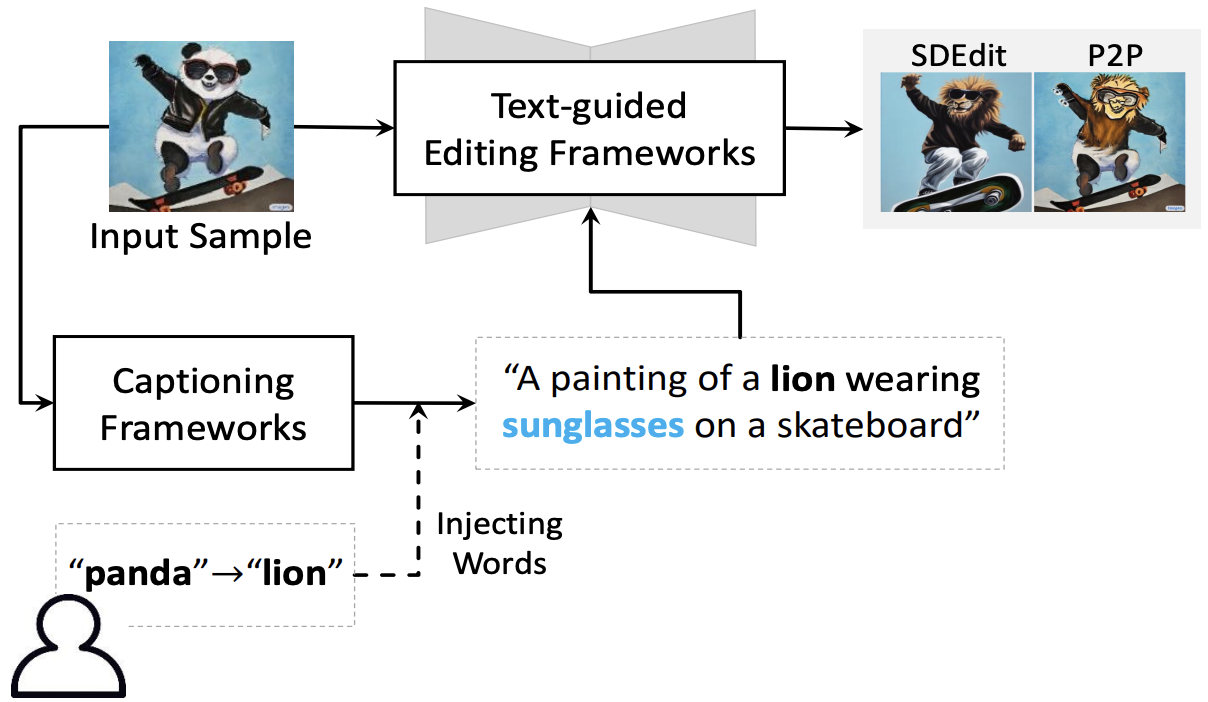 SDEdit
P2P
Text-guided
Editing Frameworks
Input Sample
Captioning
Frameworks
“A painting of a lion wearing
sunglasses on a skateboard”
Injecting
Words
“panda”→“lion”